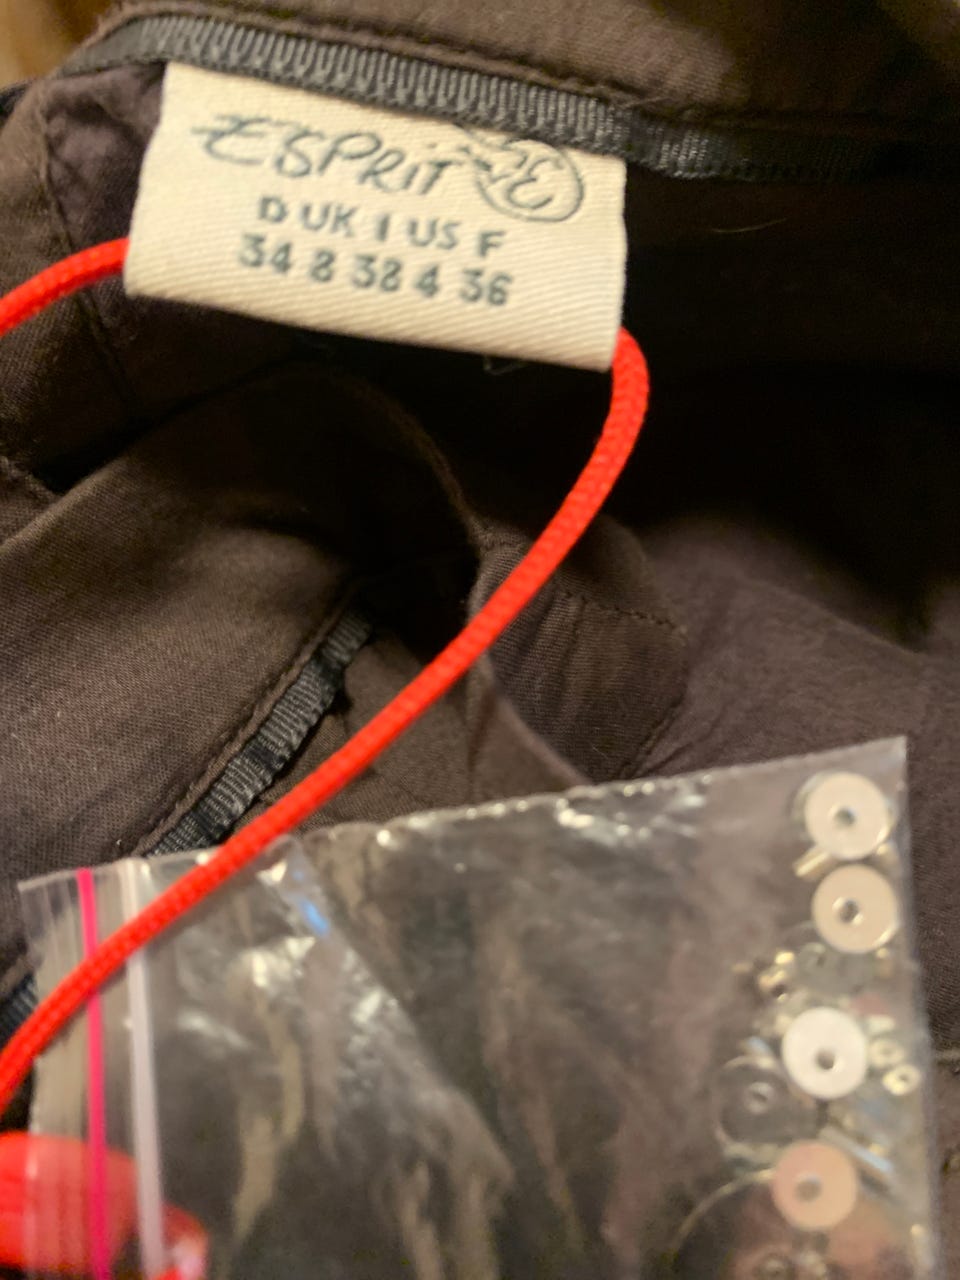 ESPRIT
D UK I US F
34 8 38 4 36